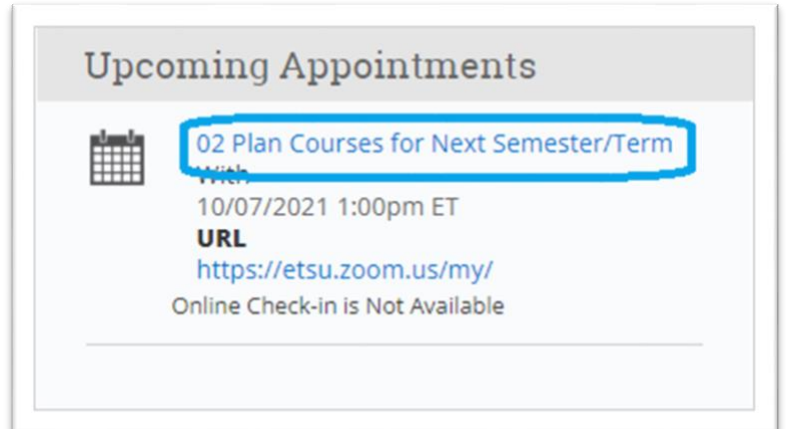 Upcoming Appointments
02 Plan Courses for Next Semester/Term
With
10/07/2021 1:00pm ET
URL
https://etsu.zoom.us/my/
Online Check-in is Not Available